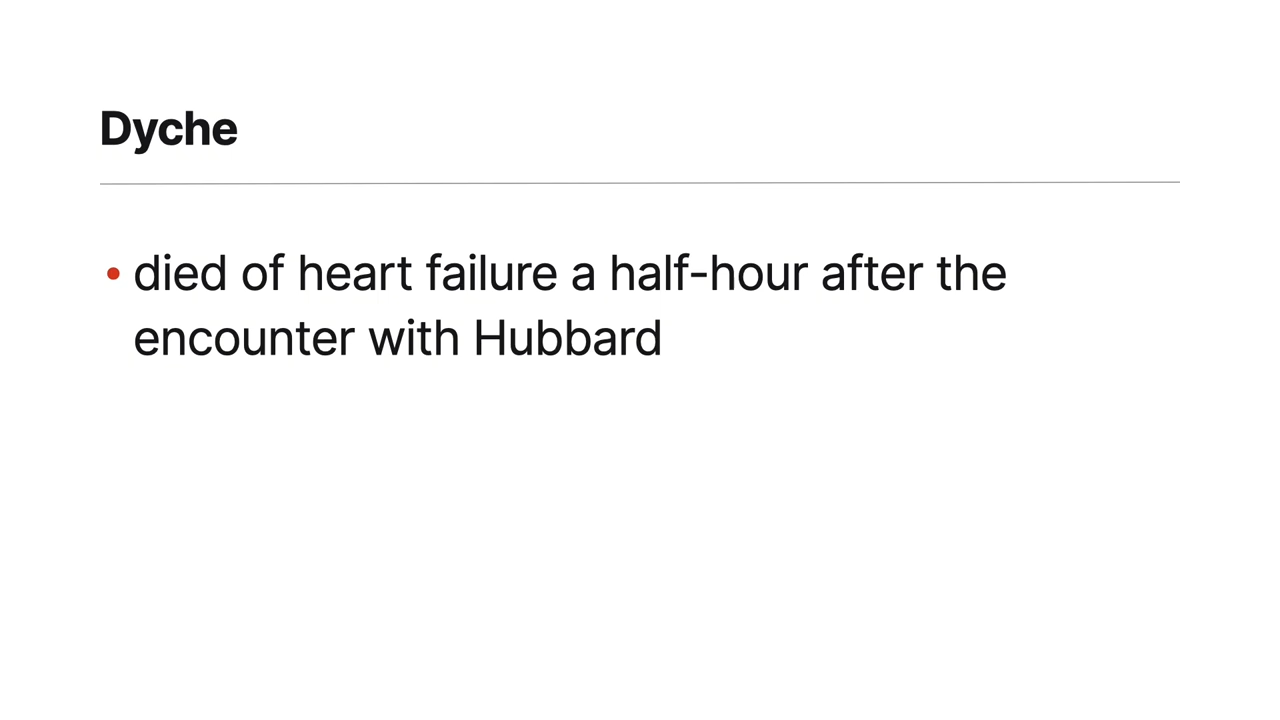 Dyche
• died of heart failure a half-hour after the
encounter with Hubbard